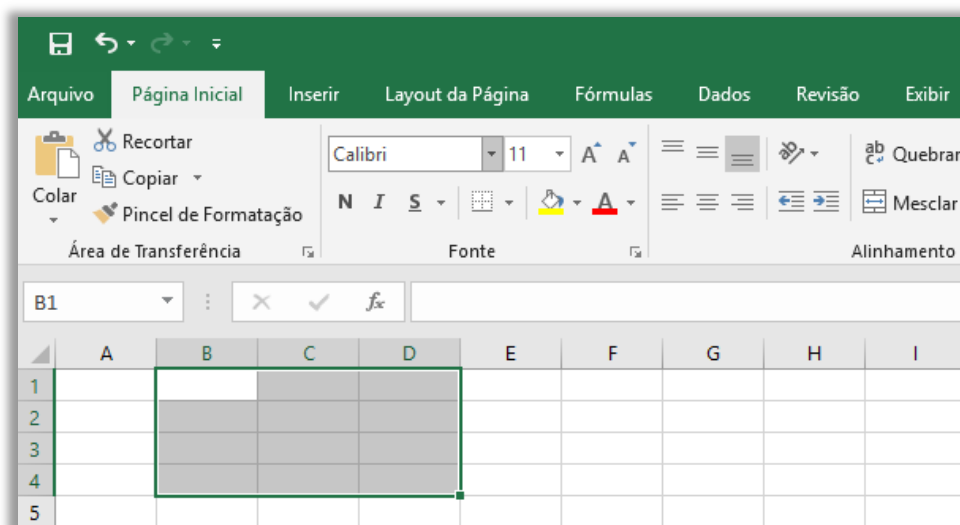 Arquivo Página Inicial Inserir Layout da Página Fórmulas Dados Revisão Exibir
Colar
Recortar
Copiar
Pincel de Formatação
Área de Transferência
Calibri 11 A A
N I S A
Fonte
ab c Quebrar
Mesclar
Alinhamento
B1 fx
A B C D E F G H I
1
2
3
4
5